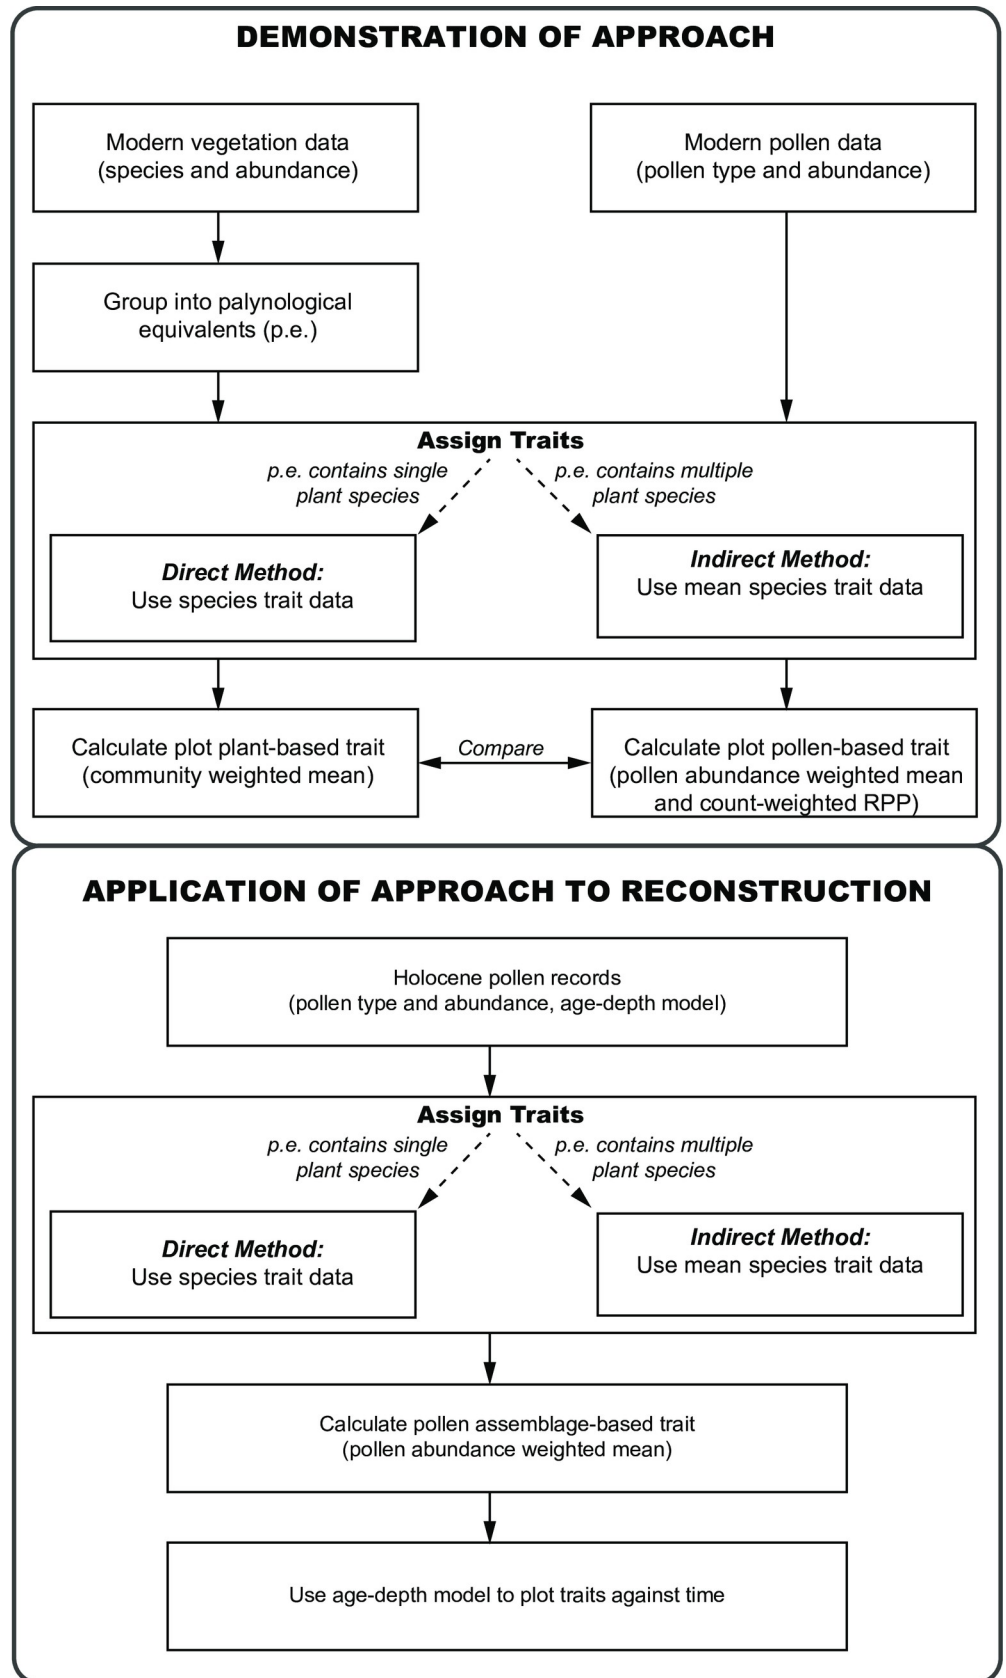 DEMONSTRATION OF APPROACH
Modern vegetation data
(species and abundance)
Modern pollen data
(pollen type and abundance)
Group into palynological
equivalents (p.e.)
Assign Traits
p.e. contains single
plant species
p.e. contains multiple
plant species
Direct Method:
Use species trait data
Indirect Method:
Use mean species trait data
Calculate plot plant-based trait
(community weighted mean)
Compare
Calculate plot pollen-based trait
(pollen abundance weighted mean
and count-weighted RPP)
APPLICATION OF APPROACH TO RECONSTRUCTION
Holocene pollen records
(pollen type and abundance, age-depth model)
Assign Traits
p.e. contains single
plant species
p.e. contains multiple
plant species
Direct Method:
Use species trait data
Indirect Method:
Use mean species trait data
Calculate pollen assemblage-based trait
(pollen abundance weighted mean)
Use age-depth model to plot traits against time